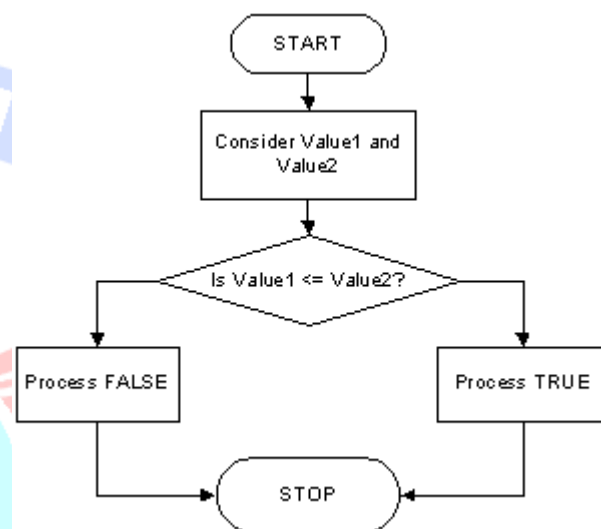 START
Consider Value1 and
Value2
Is Value1 <= Value2?
Process FALSE
Process TRUE
STOP